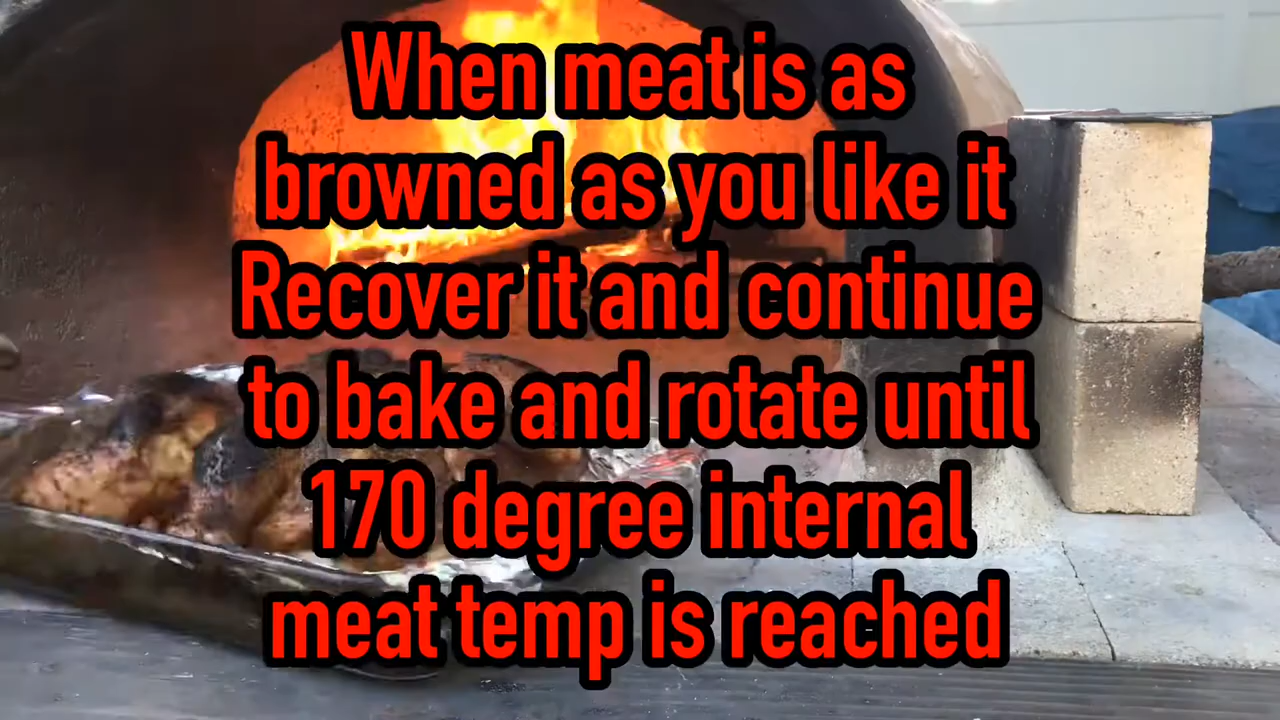 When meat is as
browned as you like it
Recover it and continue
to bake and rotate until
170 degree internal
meat temp is reached